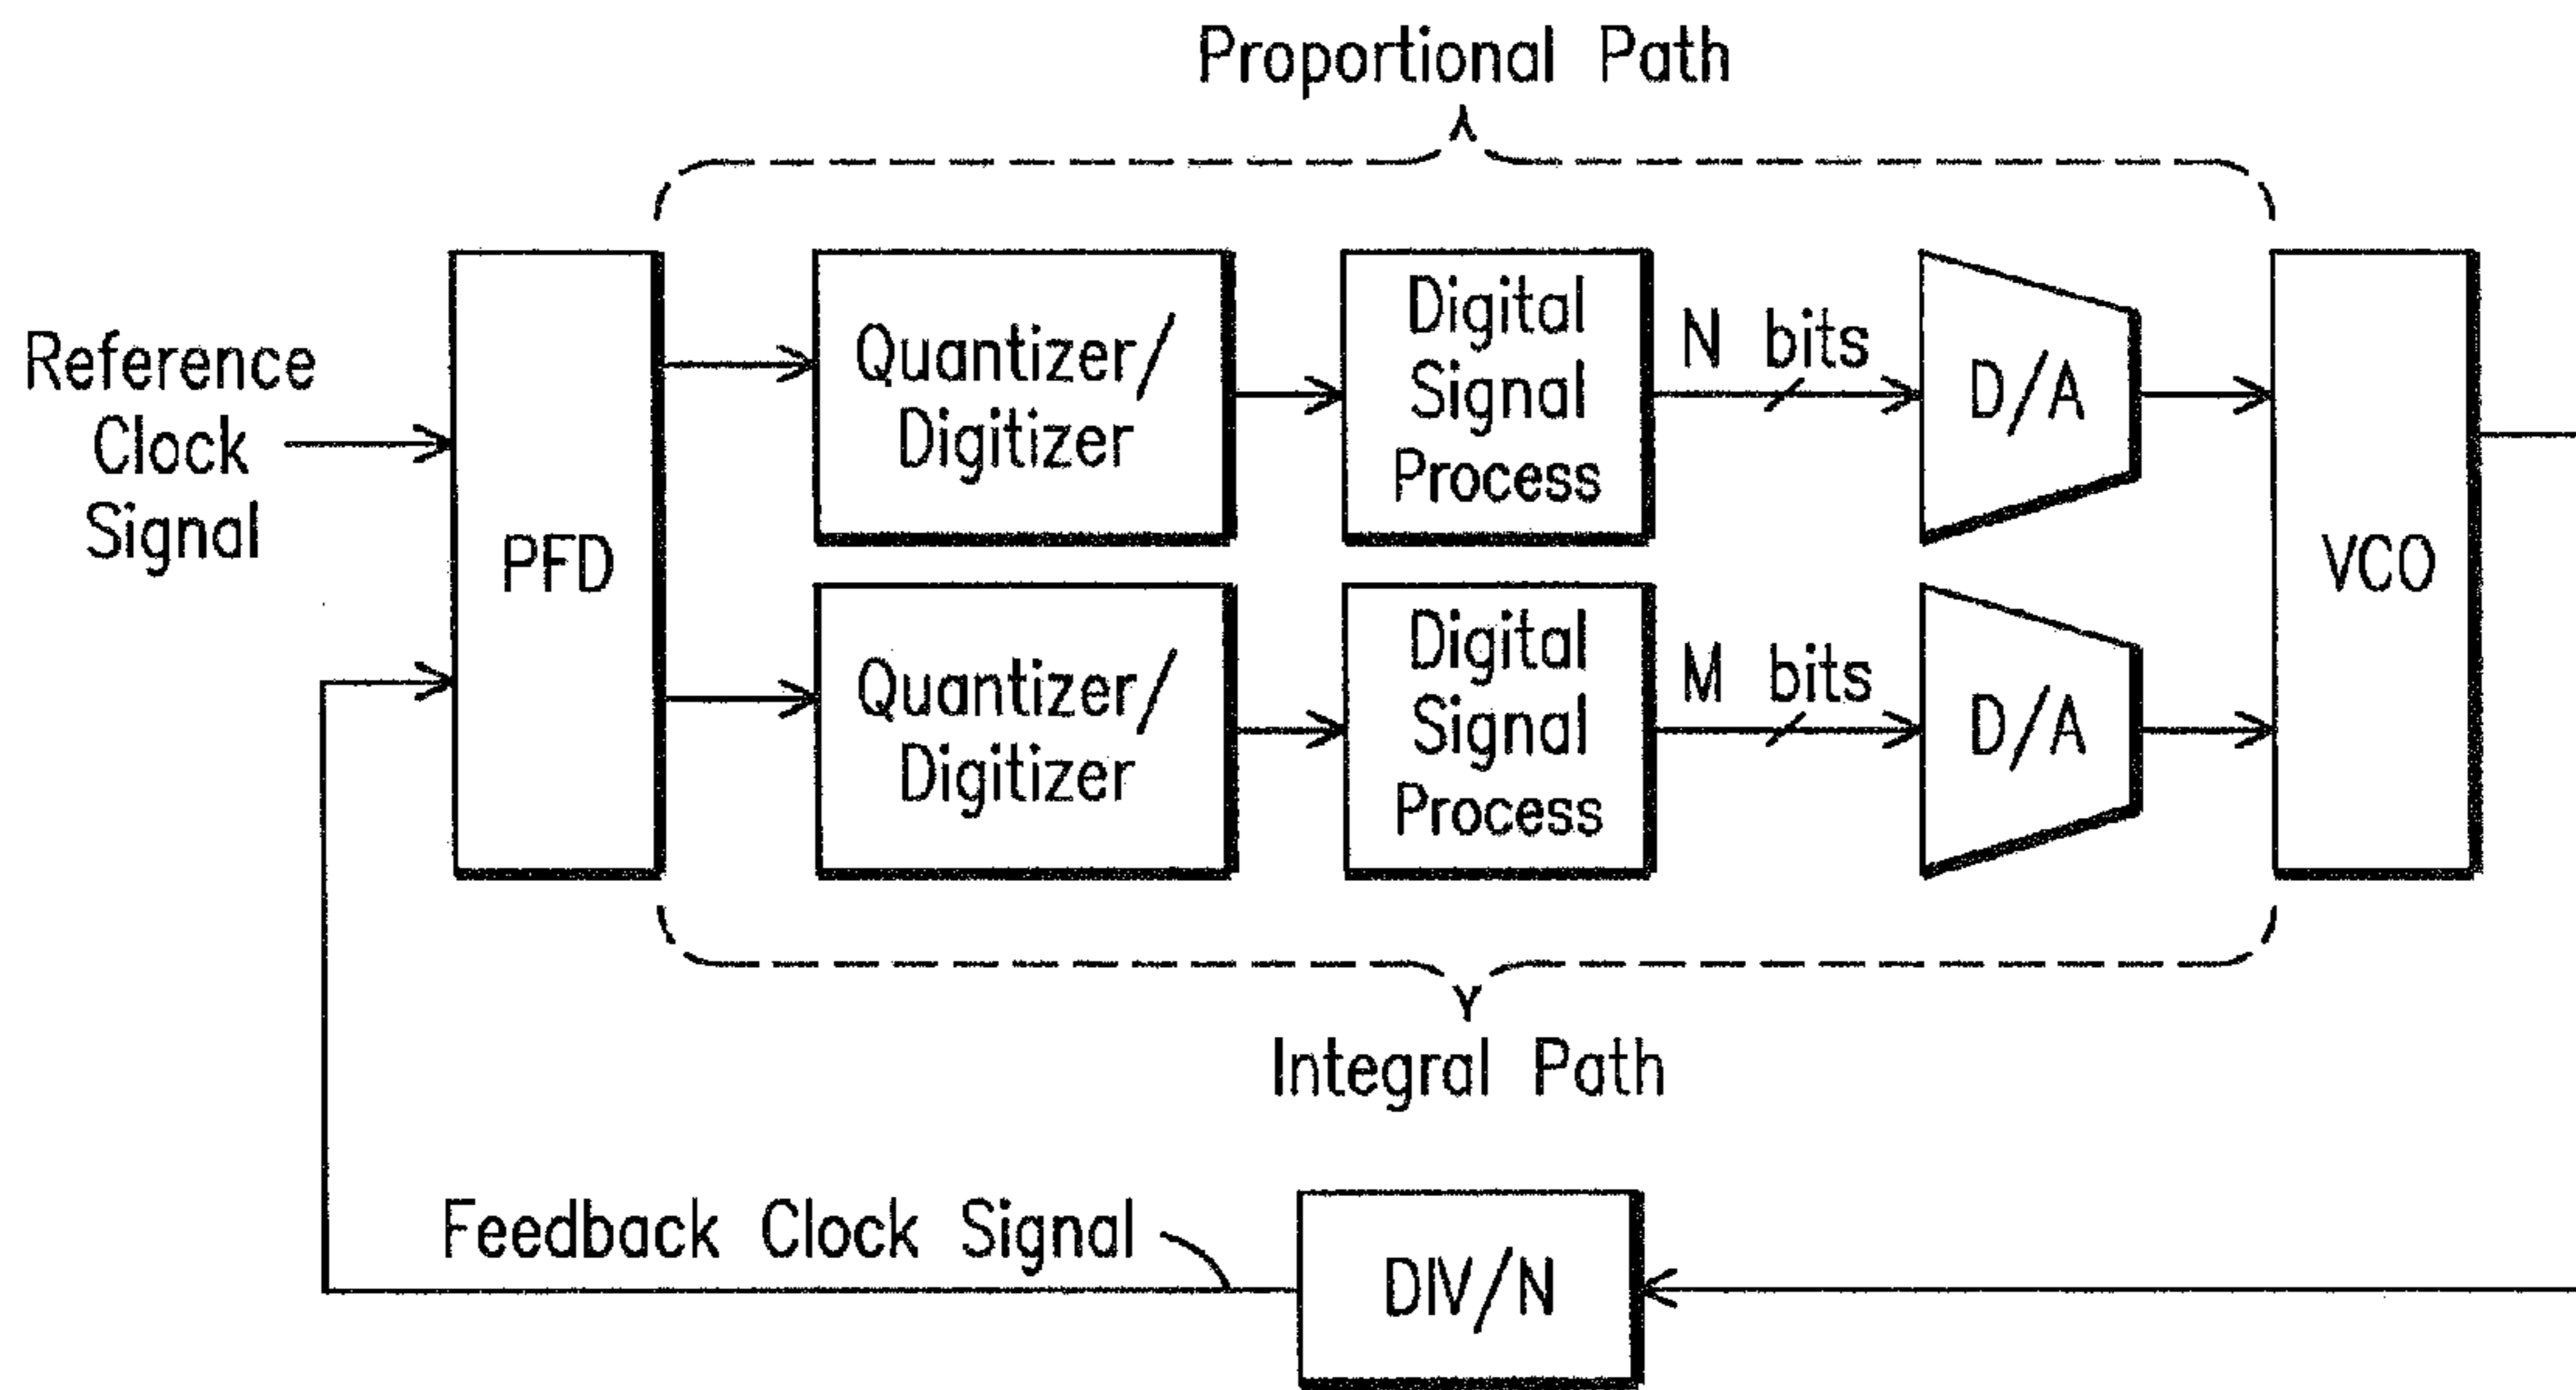 Proportional Path
Reference
Clock
Signal
PFD
Quantizer/
Digitizer
Digital
Signal
Process
N bits
D/A
VCO
Quantizer/
Digitizer
Digital
Signal
Process
M bits
D/A
Integral Path
Feedback Clock Signal
DIV/N